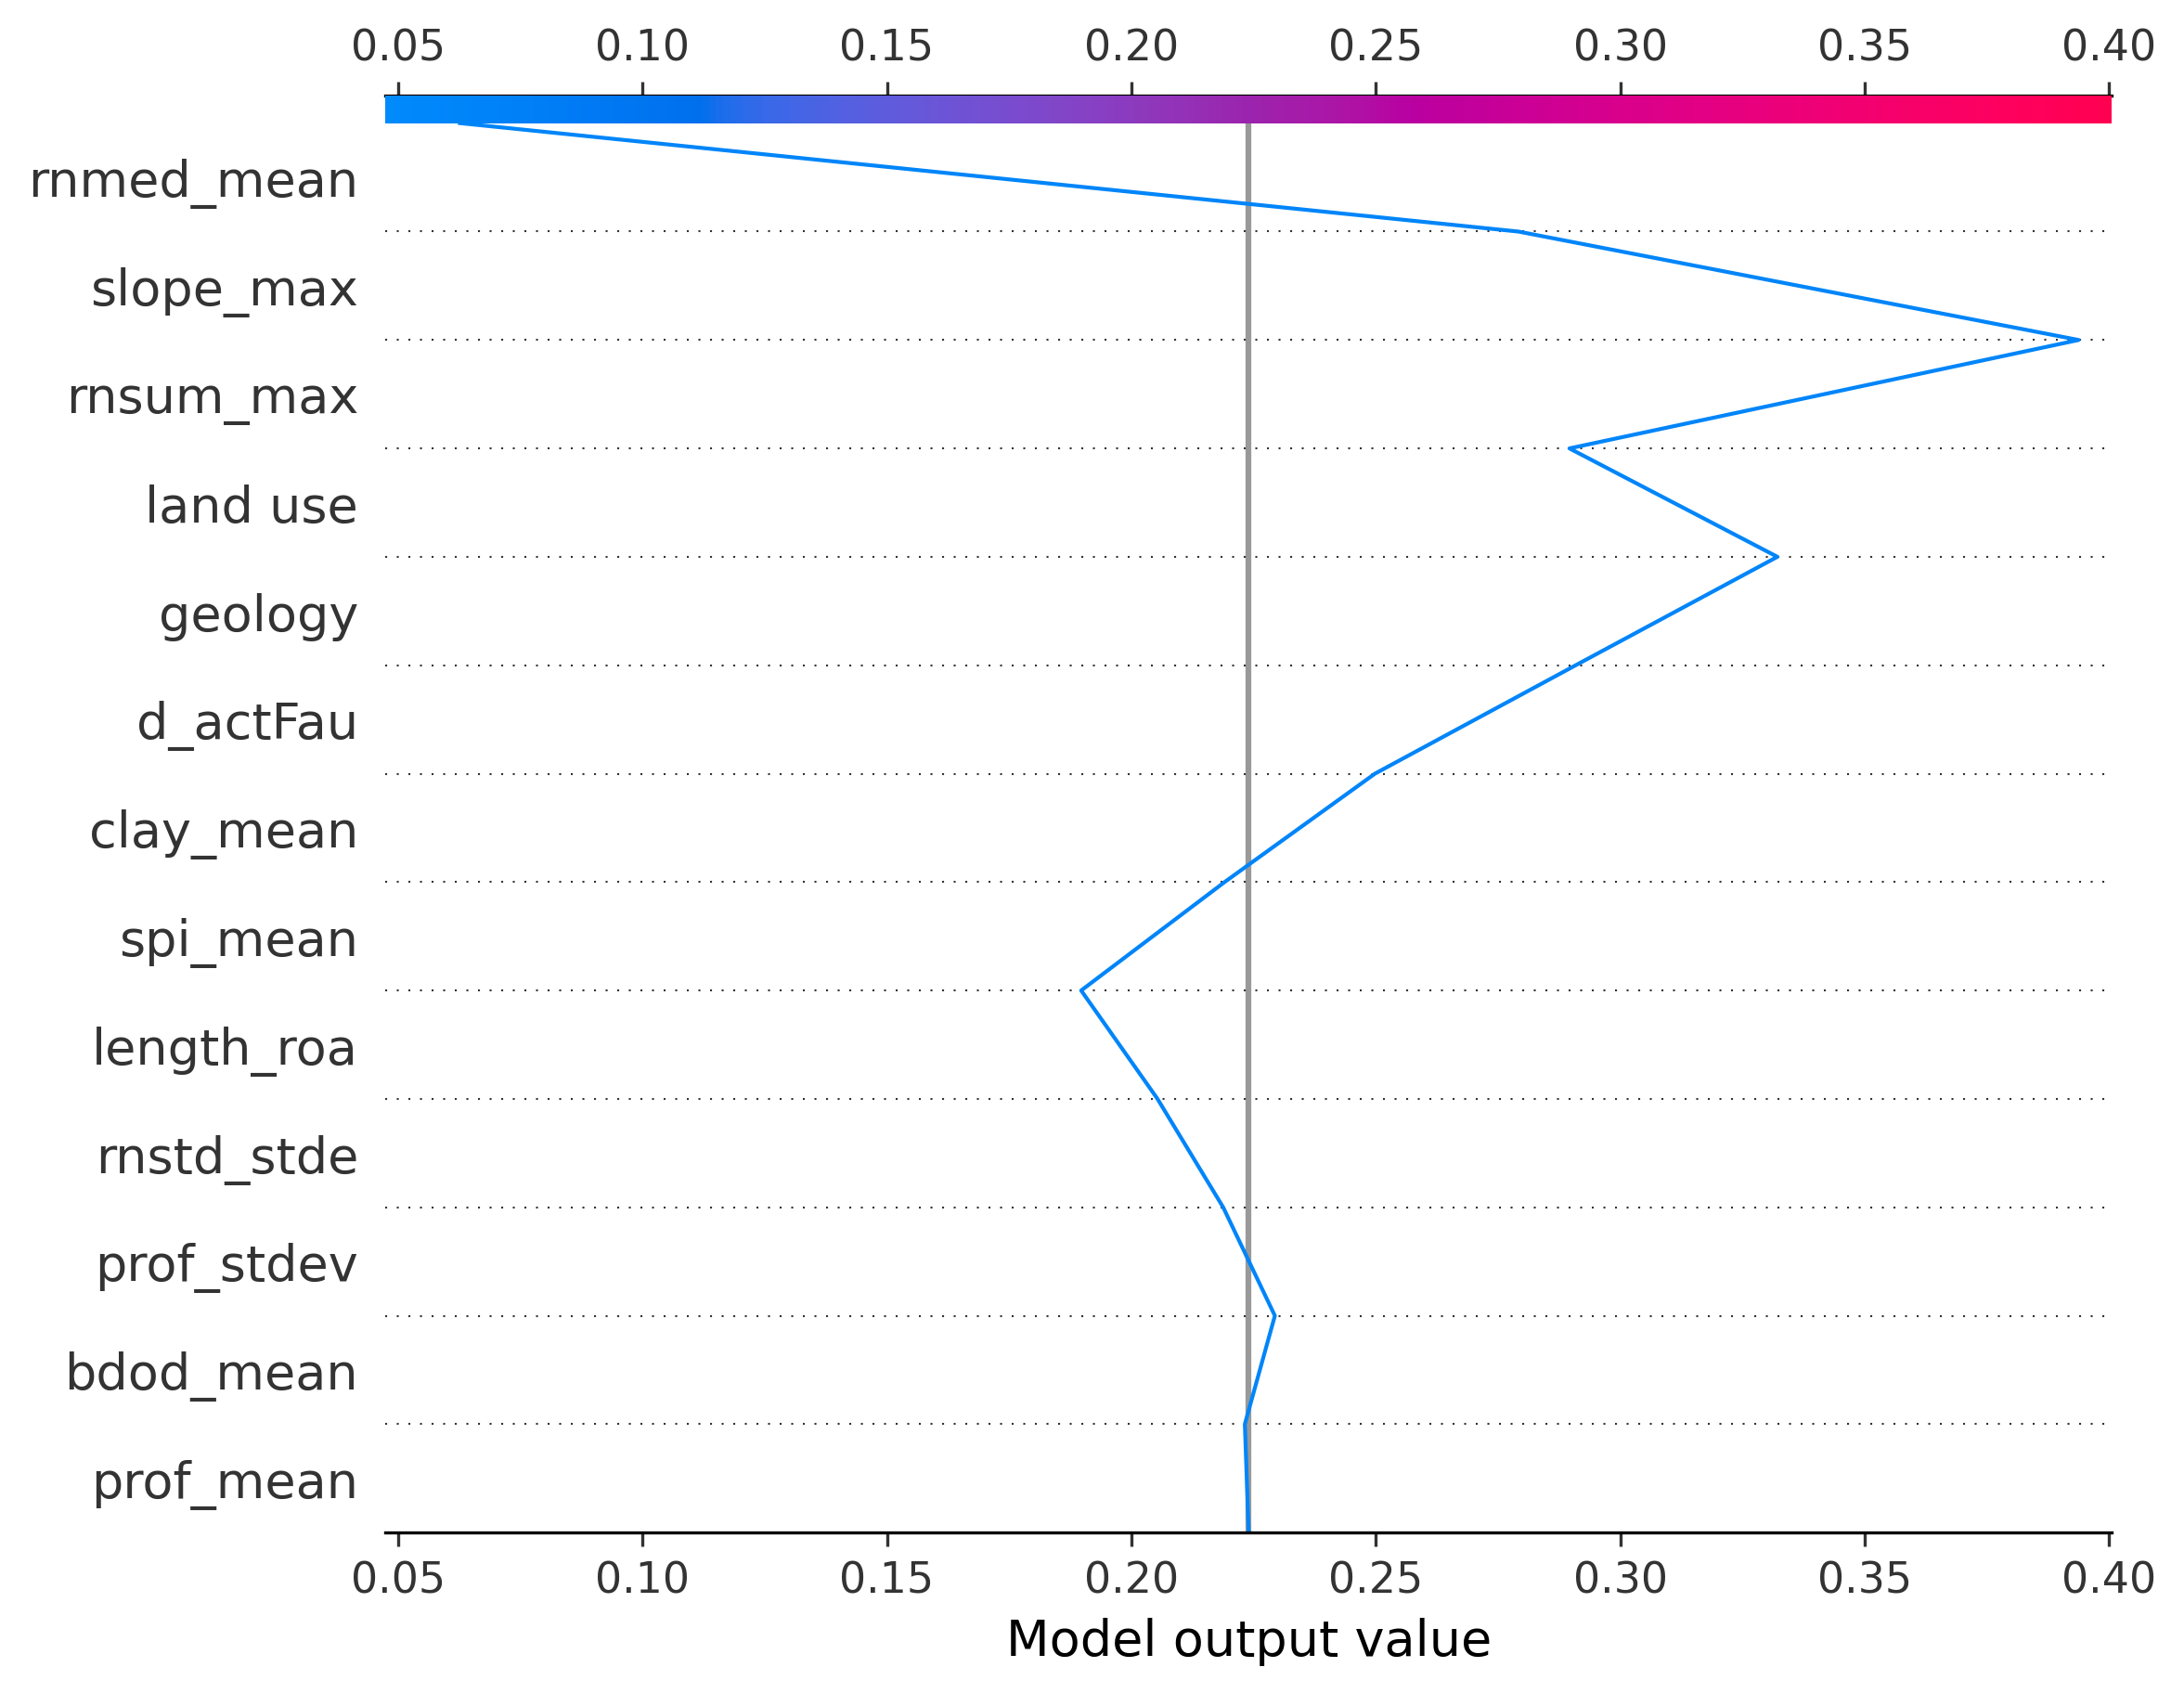 0.05 0.10 0.15 0.20 0.25 0.30 0.35 0.40
rnmed_mean
slope_max
rnsum_max
land use
geology
d_actFau
clay_mean
spi_mean
length_roa
rnstd_stde
prof_stdev
bdod_mean
prof_mean
0.05 0.10 0.15 0.20 0.25 0.30 0.35 0.40
Model output value